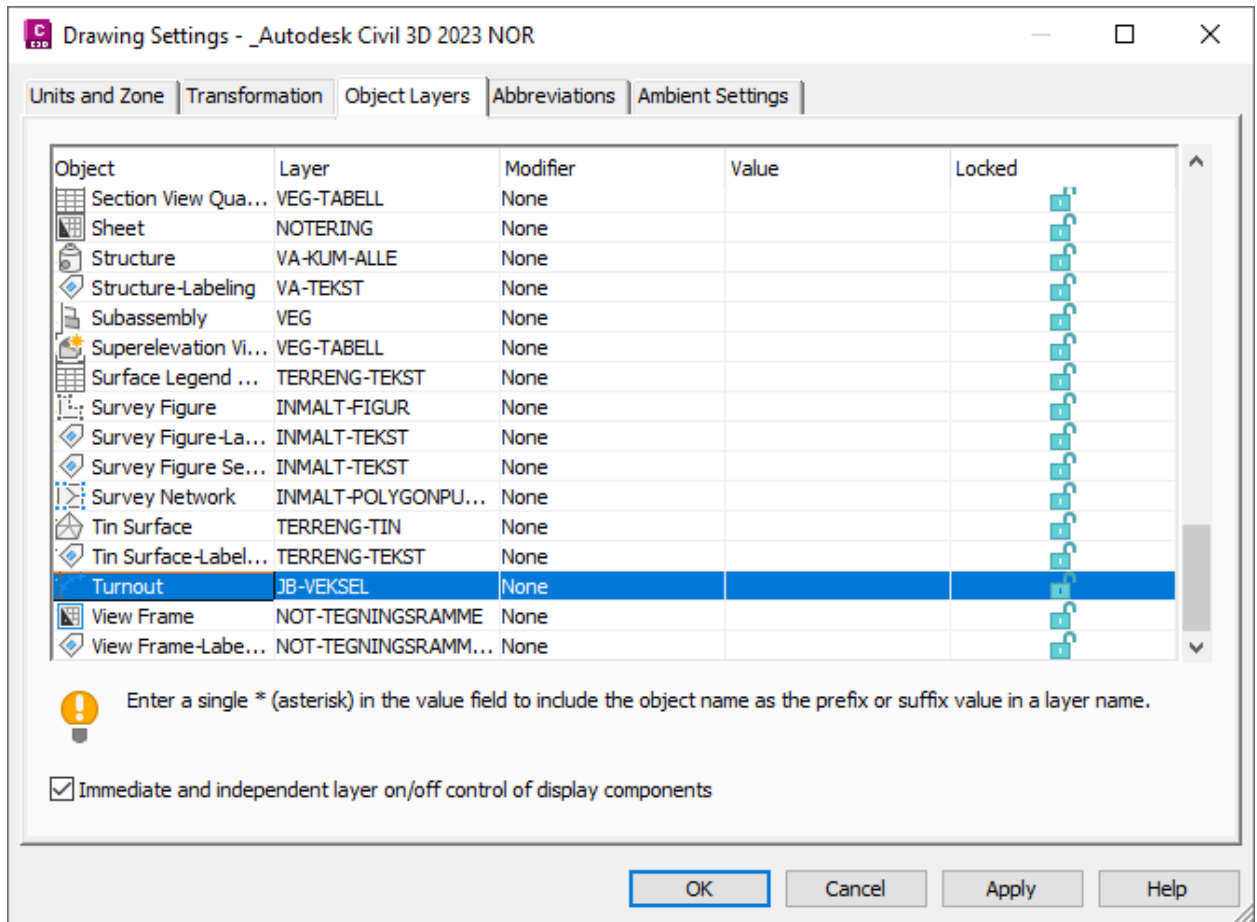 Drawing Settings - _Autodesk Civil 3D 2023 NOR
Units and Zone Transformation Object Layers Abbreviations Ambient Settings
Object Layer Modifier Value Locked
Section View Qua... VEG-TABELL None
Sheet NOTERING None
Structure VA-KUM-ALLE None
Structure-Labeling VA-TEKST None
Subassembly VEG None
Superelevation Vi... VEG-TABELL None
Surface Legend ... TERRENG-TEKST None
Survey Figure INMALT-FIGUR None
Survey Figure-La... INMALT-TEKST None
Survey Figure Se... INMALT-TEKST None
Survey Network INMALT-POLYGONPU... None
Tin Surface TERRENG-TIN None
Tin Surface-Label... TERRENG-TEKST None
Turnout JB-VEKSEL None
View Frame NOT-TEGNINGSRAMME None
View Frame-Labe... NOT-TEGNINGSRAMM... None
Enter a single * (asterisk) in the value field to include the object name as the prefix or suffix value in a layer name.
Immediate and independent layer on/off control of display components
OK Cancel Apply Help